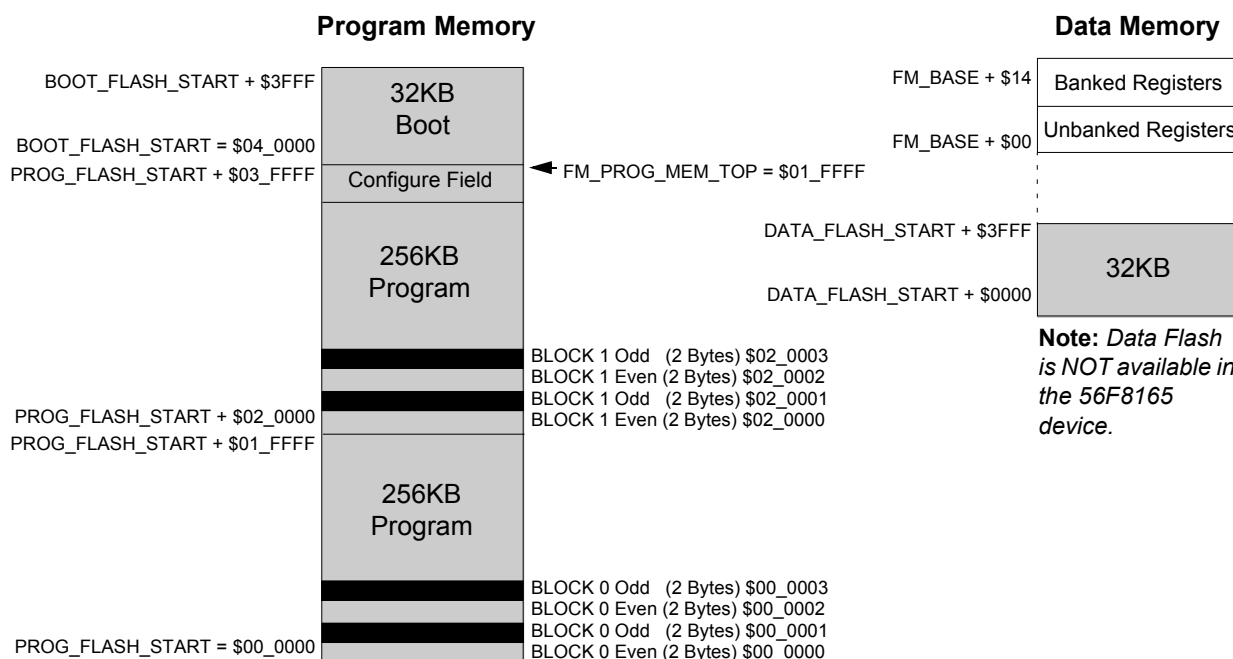 Program Memory
Data Memory
BOOT_FLASH_START + $3FFF
32KB
Boot
BOOT_FLASH_START = $04_0000
PROG_FLASH_START + $03_FFFF
Configure Field
FM_PROG_MEM_TOP = $01_FFFF
256KB
Program
BLOCK 1 Odd (2 Bytes) $02_0003
BLOCK 1 Even (2 Bytes) $02_0002
BLOCK 1 Odd (2 Bytes) $02_0001
BLOCK 1 Even (2 Bytes) $02_0000
PROG_FLASH_START + $02_0000
PROG_FLASH_START + $01_FFFF
256KB
Program
BLOCK 0 Odd (2 Bytes) $00_0003
BLOCK 0 Even (2 Bytes) $00_0002
BLOCK 0 Odd (2 Bytes) $00_0001
BLOCK 0 Even (2 Bytes) $00_0000
PROG_FLASH_START = $00_0000
FM_BASE + $14
Banked Registers
Unbanked Registers
FM_BASE + $00
DATA_FLASH_START + $3FFF
32KB
DATA_FLASH_START + $0000
Note: Data Flash
is NOT available in
the 56F8165
device.